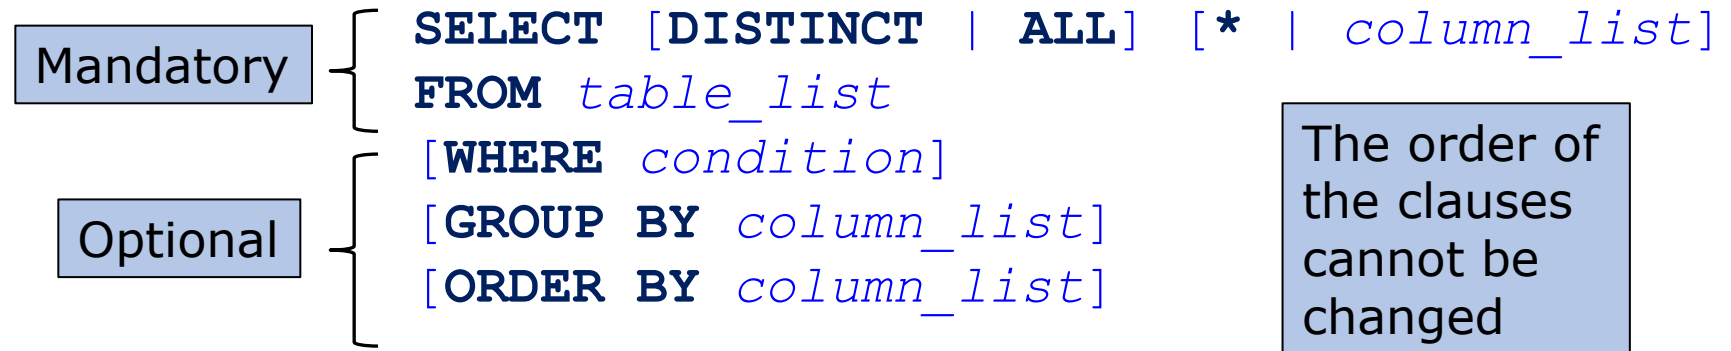 Mandatory
SELECT [DISTINCT | ALL] [* | column_list]
FROM table_list
Optional
[WHERE condition]
[GROUP BY column_list]
[ORDER BY column_list]
The order of
the clauses
cannot be
changed